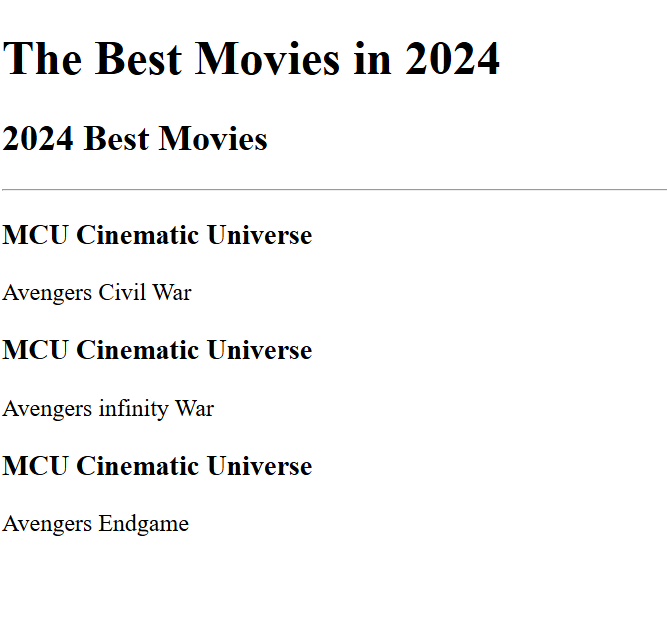 The Best Movies in 2024
2024 Best Movies
MCU Cinematic Universe
Avengers Civil War
MCU Cinematic Universe
Avengers infinity War
MCU Cinematic Universe
Avengers Endgame